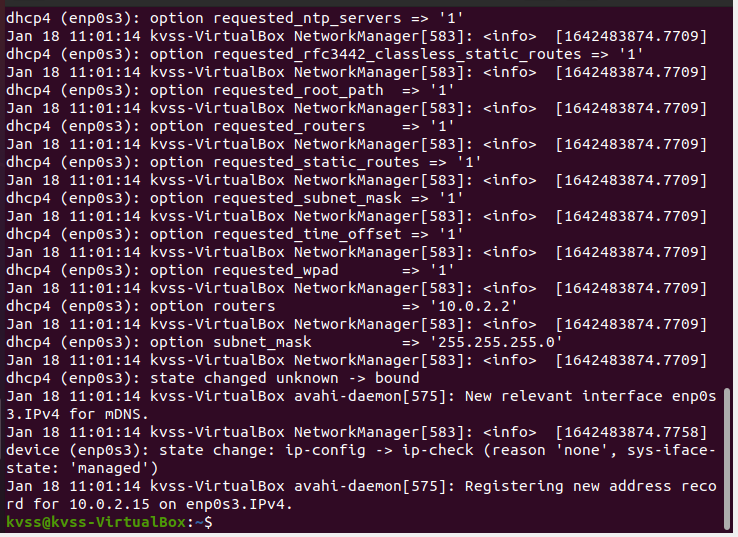 dhcp4 (enp0s3): option requested_ntp_servers => '1'
Jan 18 11:01:14 kvss-VirtualBox NetworkManager[583]: <info>  [1642483874.7709]
dhcp4 (enp0s3): option requested_rfc3442_classless_static_routes => '1'
Jan 18 11:01:14 kvss-VirtualBox NetworkManager[583]: <info>  [1642483874.7709]
dhcp4 (enp0s3): option requested_root_path  => '1'
Jan 18 11:01:14 kvss-VirtualBox NetworkManager[583]: <info>  [1642483874.7709]
dhcp4 (enp0s3): option requested_routers    => '1'
Jan 18 11:01:14 kvss-VirtualBox NetworkManager[583]: <info>  [1642483874.7709]
dhcp4 (enp0s3): option requested_static_routes => '1'
Jan 18 11:01:14 kvss-VirtualBox NetworkManager[583]: <info>  [1642483874.7709]
dhcp4 (enp0s3): option requested_subnet_mask => '1'
Jan 18 11:01:14 kvss-VirtualBox NetworkManager[583]: <info>  [1642483874.7709]
dhcp4 (enp0s3): option requested_time_offset => '1'
Jan 18 11:01:14 kvss-VirtualBox NetworkManager[583]: <info>  [1642483874.7709]
dhcp4 (enp0s3): option requested_wpad       => '1'
Jan 18 11:01:14 kvss-VirtualBox NetworkManager[583]: <info>  [1642483874.7709]
dhcp4 (enp0s3): option routers              => '10.0.2.2'
Jan 18 11:01:14 kvss-VirtualBox NetworkManager[583]: <info>  [1642483874.7709]
dhcp4 (enp0s3): option subnet_mask          => '255.255.255.0'
Jan 18 11:01:14 kvss-VirtualBox NetworkManager[583]: <info>  [1642483874.7709]
dhcp4 (enp0s3): state changed unknown -> bound
Jan 18 11:01:14 kvss-VirtualBox avahi-daemon[575]: New relevant interface enp0s
3.IPv4 for mDNS.
Jan 18 11:01:14 kvss-VirtualBox NetworkManager[583]: <info>  [1642483874.7758]
device (enp0s3): state change: ip-config -> ip-check (reason 'none', sys-iface-
state: 'managed')
Jan 18 11:01:14 kvss-VirtualBox avahi-daemon[575]: Registering new address reco
rd for 10.0.2.15 on enp0s3.IPv4.
kvss@kvss-VirtualBox:~$